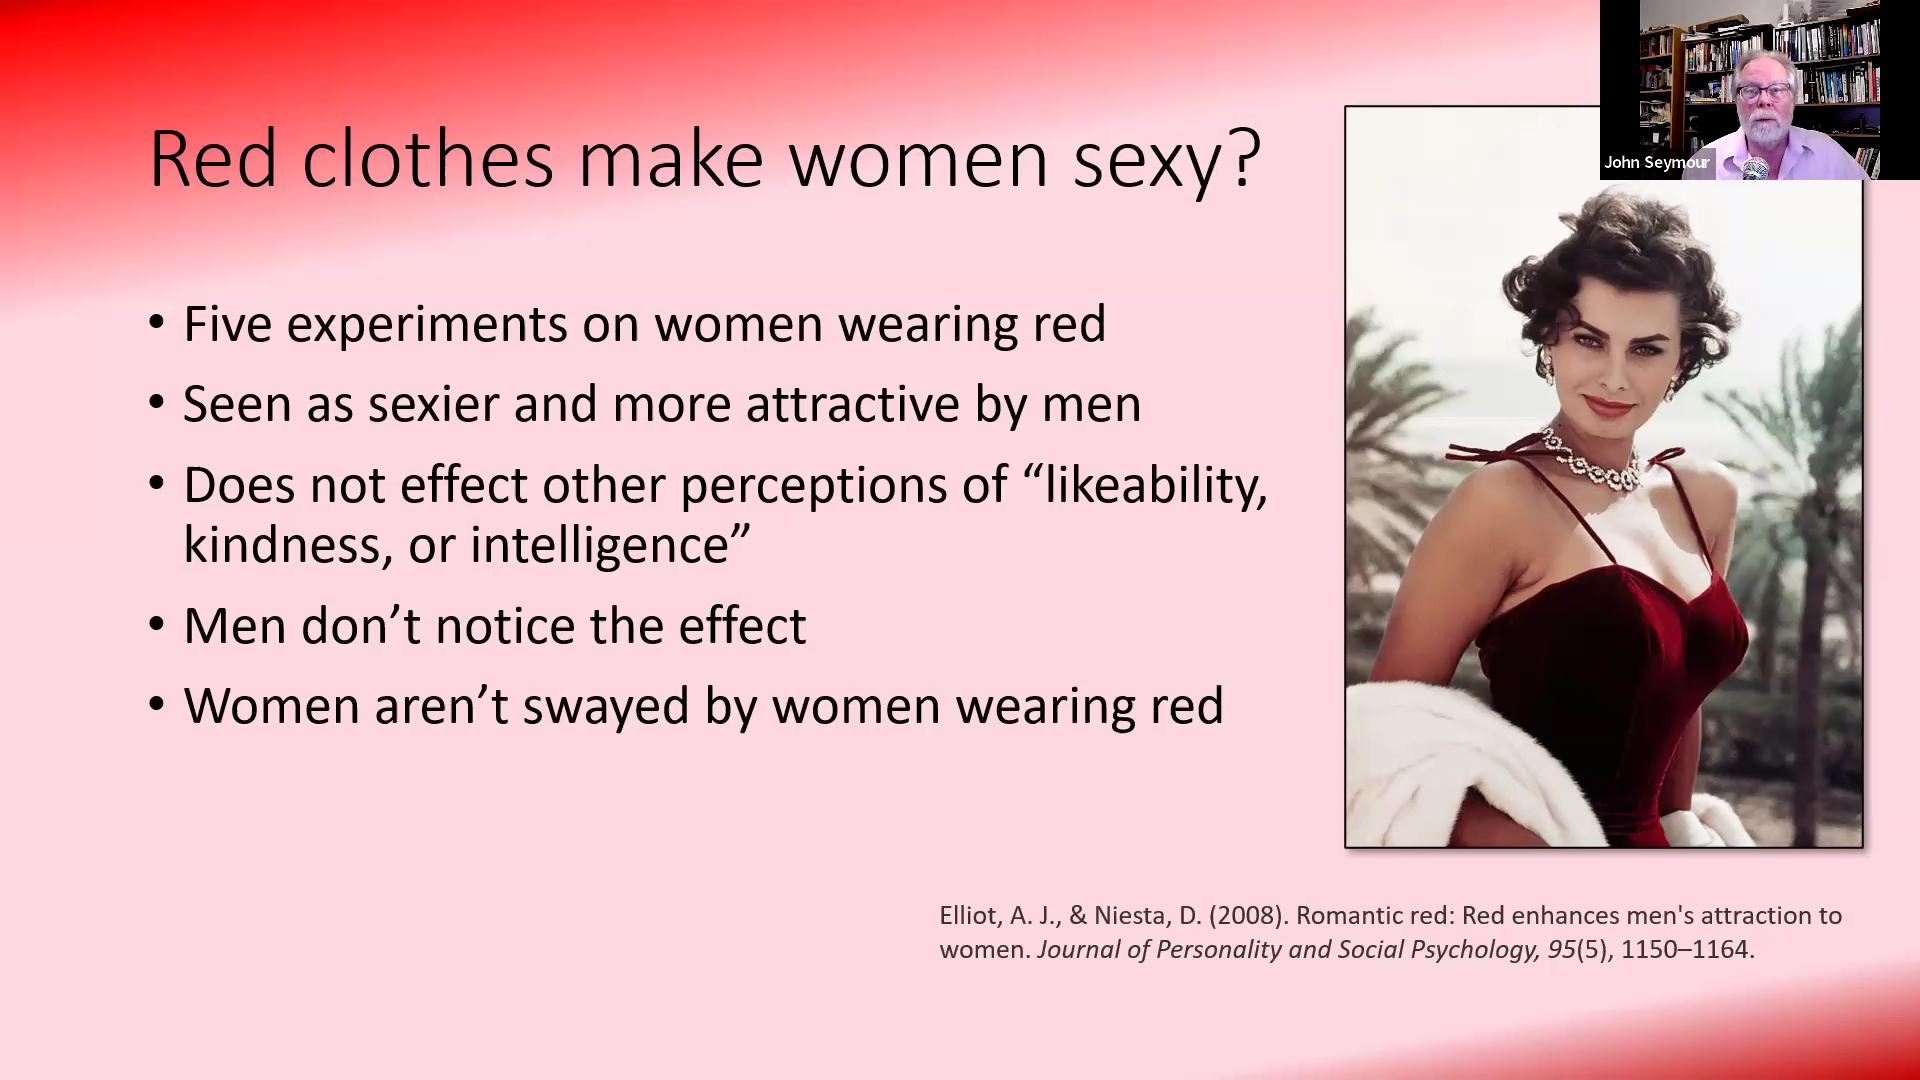 Red clothes make women sexy?
John Seymour
• Five experiments on women wearing red
• Seen as sexier and more attractive by men
• Does not effect other perceptions of “likeability,
kindness, or intelligence”
• Men don’t notice the effect
• Women aren’t swayed by women wearing red
Elliot, A. J., & Niesta, D. (2008). Romantic red: Red enhances men's attraction to
women. Journal of Personality and Social Psychology, 95(5), 1150–1164.